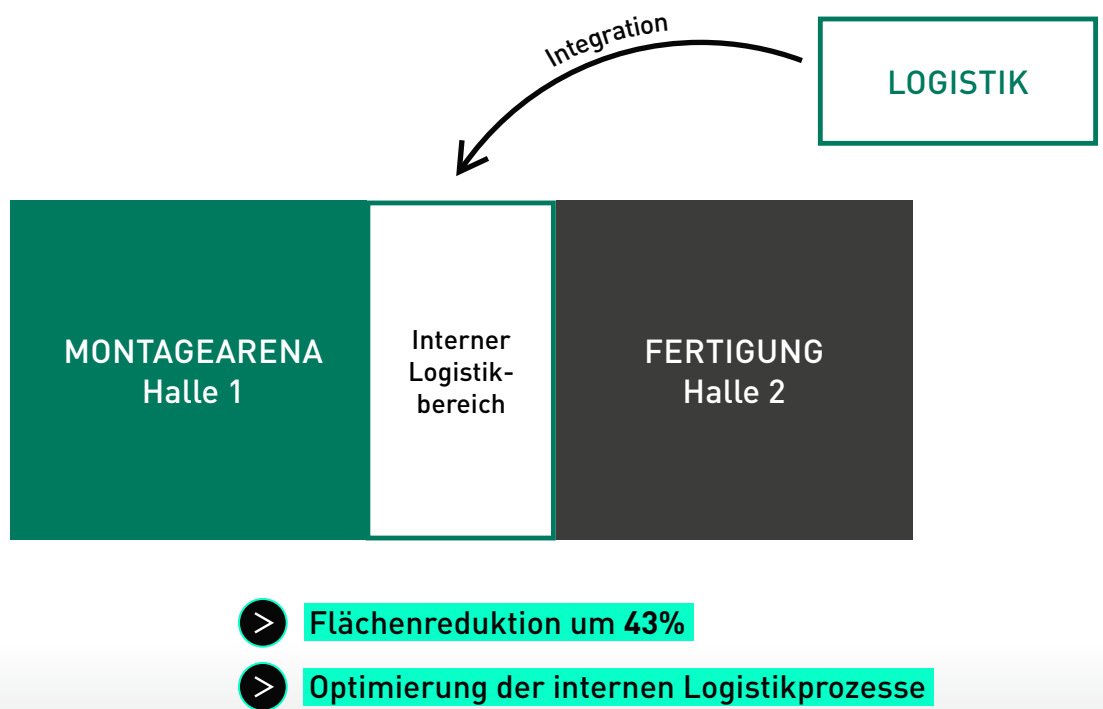 Integration
LOGISTIK
MONTAGEARENA
Halle 1
Interner
Logistik-
bereich
FERTIGUNG
Halle 2
> Flächenreduktion um 43%
> Optimierung der internen Logistikprozesse